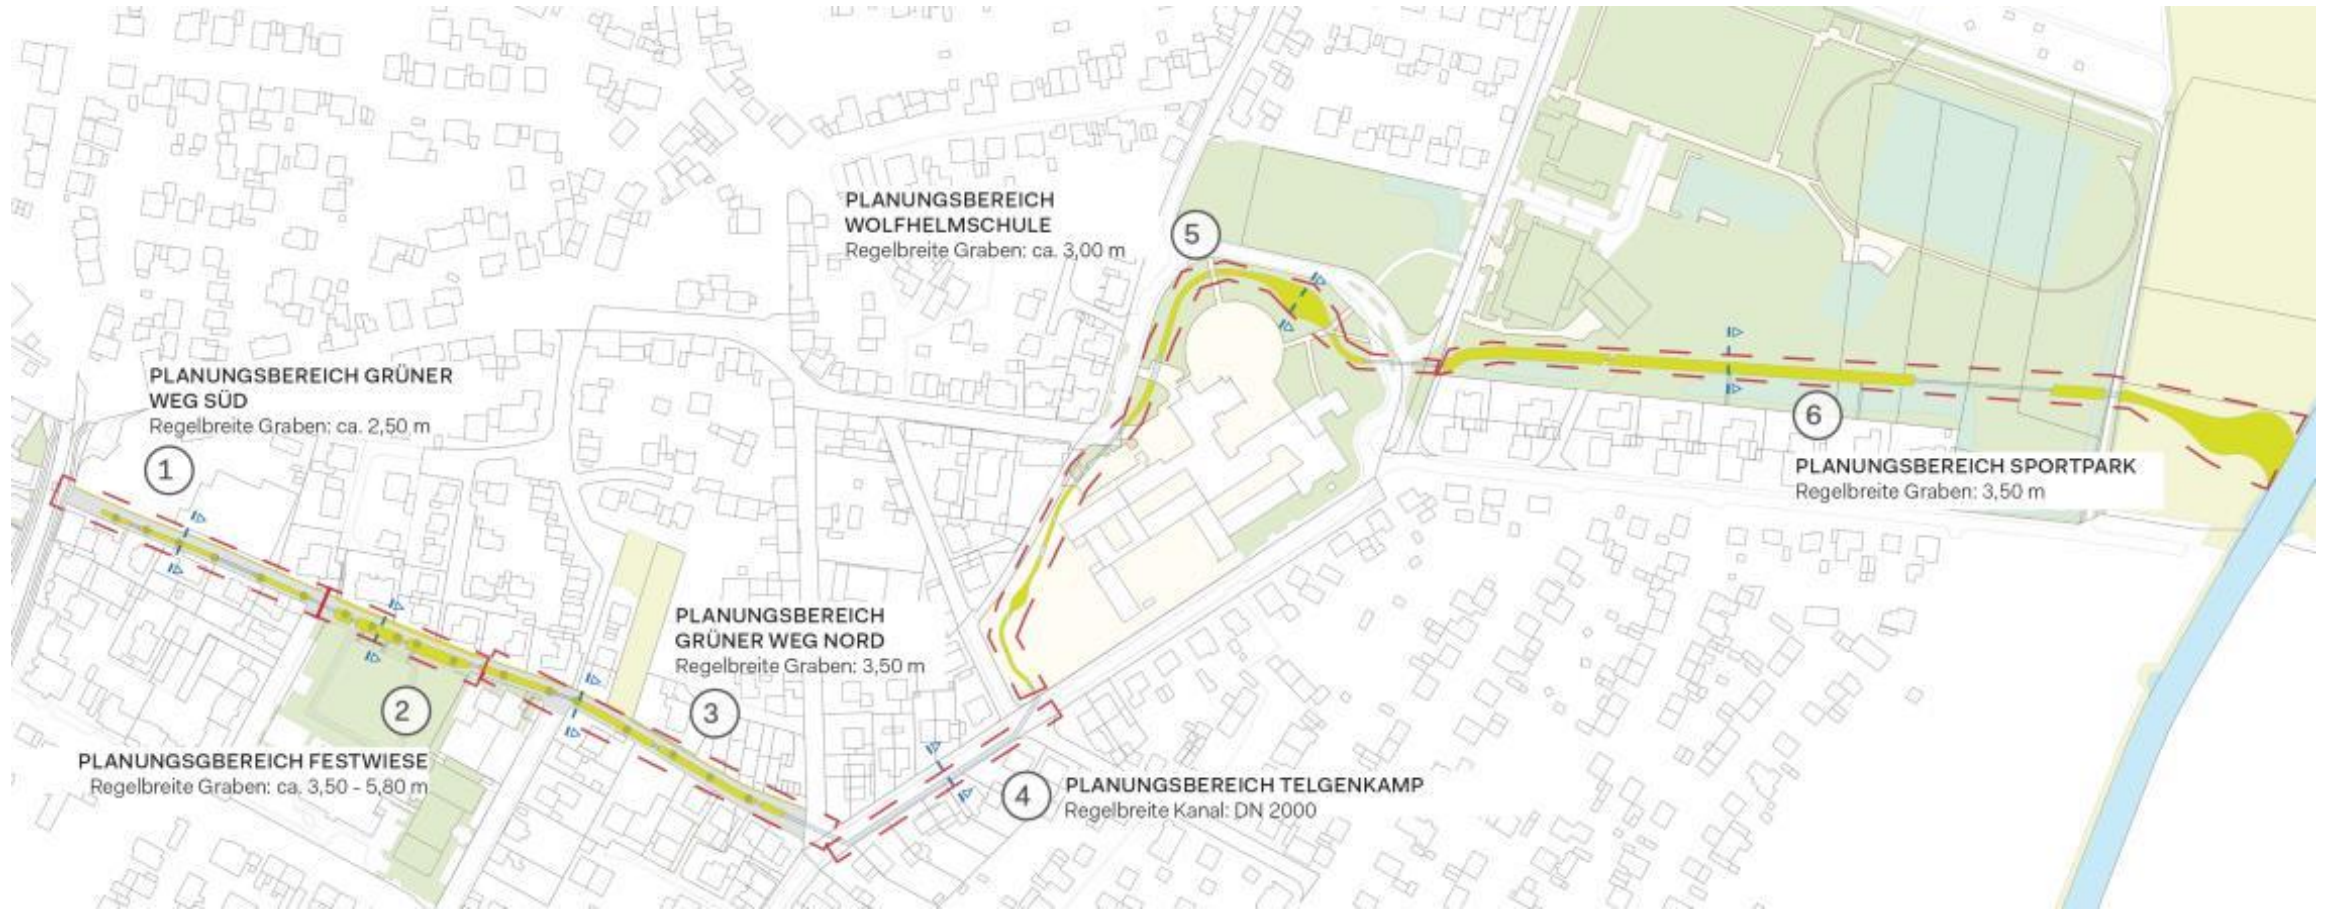 PLANUNGSBEREICH
WOLFHELMSCHULE
Regelbreite Graben: ca. 3,00 m
5
PLANUNGSBEREICH GRÜNER
WEG SÜD
Regelbreite Graben: ca. 2,50 m
1
6
PLANUNGSBEREICH SPORTPARK
Regelbreite Graben: 3,50 m
PLANUNGSBEREICH
GRÜNER WEG NORD
Regelbreite Graben: 3,50 m
3
2
PLANUNGSGBEREICH FESTWIESE
Regelbreite Graben: ca. 3,50 - 5,80 m
4
PLANUNGSBEREICH TELGENKAMP
Regelbreite Kanal: DN 2000